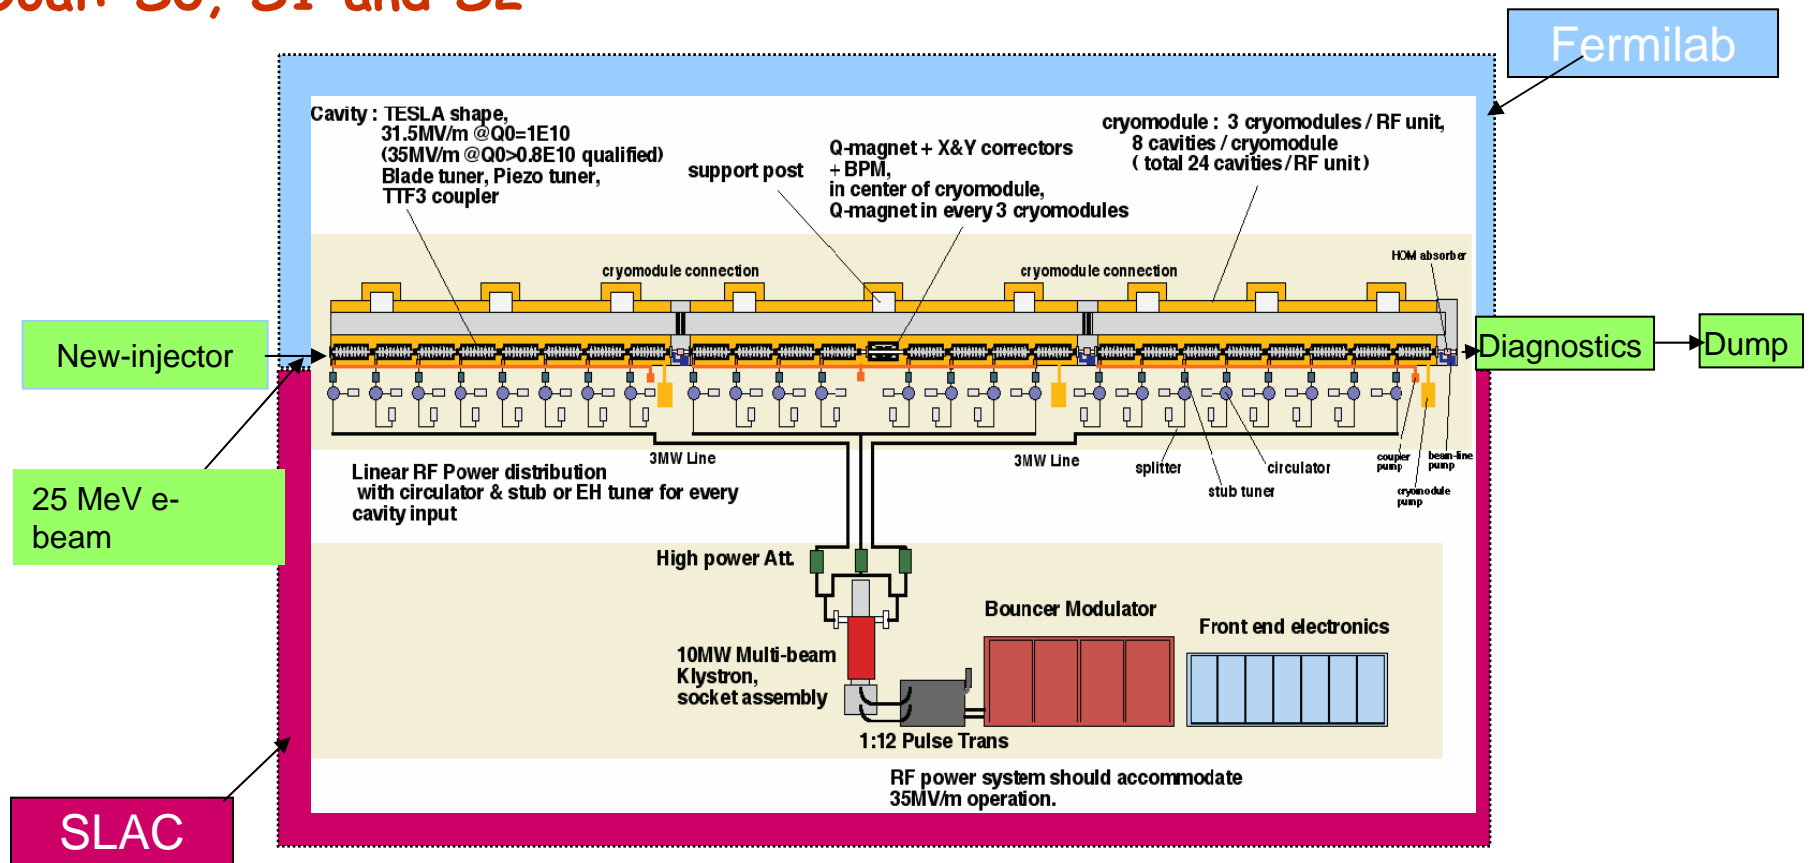 S0, S1 and S2
Fermilab
Cavity : TESLA shape,
31.5MV/m @Q0=1E10
(35MV/m @Q0>0.8E10 qualified)
Blade tuner, Piezo tuner,
TTF3 coupler
support post
Q-magnet + X&Y correctors
+ BPM,
in center of cryomodule,
Q-magnet in every 3 cryomodules
cryomodule : 3 cryomodules / RF unit,
8 cavities / cryomodule
( total 24 cavities / RF unit )
cryomodule connection
cryomodule connection
HOM absorber
New-injector
Diagnostics
Dump
25 MeV e-
beam
3MW Line
3MW Line
splitter
stub tuner
circulator
coupler
pump
beam-line
pump
cryomodule
pump
Linear RF Power distribution
with circulator & stub or EH tuner for every
cavity input
High power Att.
10MW Multi-beam
Klystron,
socket assembly
Bouncer Modulator
Front end electronics
1:12 Pulse Trans
RF power system should accommodate
35MV/m operation.
SLAC